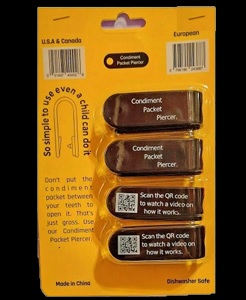 U.S.A & Canada
European
Condiment
Packet Piercer
So simple to use even a child can do it
Condiment
Packet
Piercer.
Condiment
Packet
Piercer.
Don't put the
condiment
packet between
your teeth to
open it. That's
just gross. Use
our Condiment
Packet Piercer.
Scan the QR code
to watch a video on
how it works.
Scan the QR code
to watch a video on
how it works.
Made in China
Dishwasher Safe